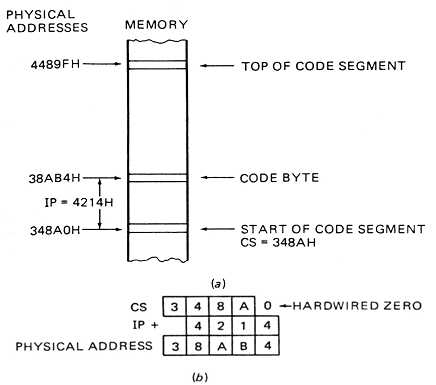 PHYSICAL
ADDRESSES
MEMORY
4489FH
TOP OF CODE SEGMENT
38AB4H
CODE BYTE
IP = 4214H
348A0H
START OF CODE SEGMENT
CS = 348AH
(a)
CS 3 4 8 A 0 HARDWIRED ZERO
IP + 4 2 1 4
PHYSICAL ADDRESS 3 8 A B 4
(b)